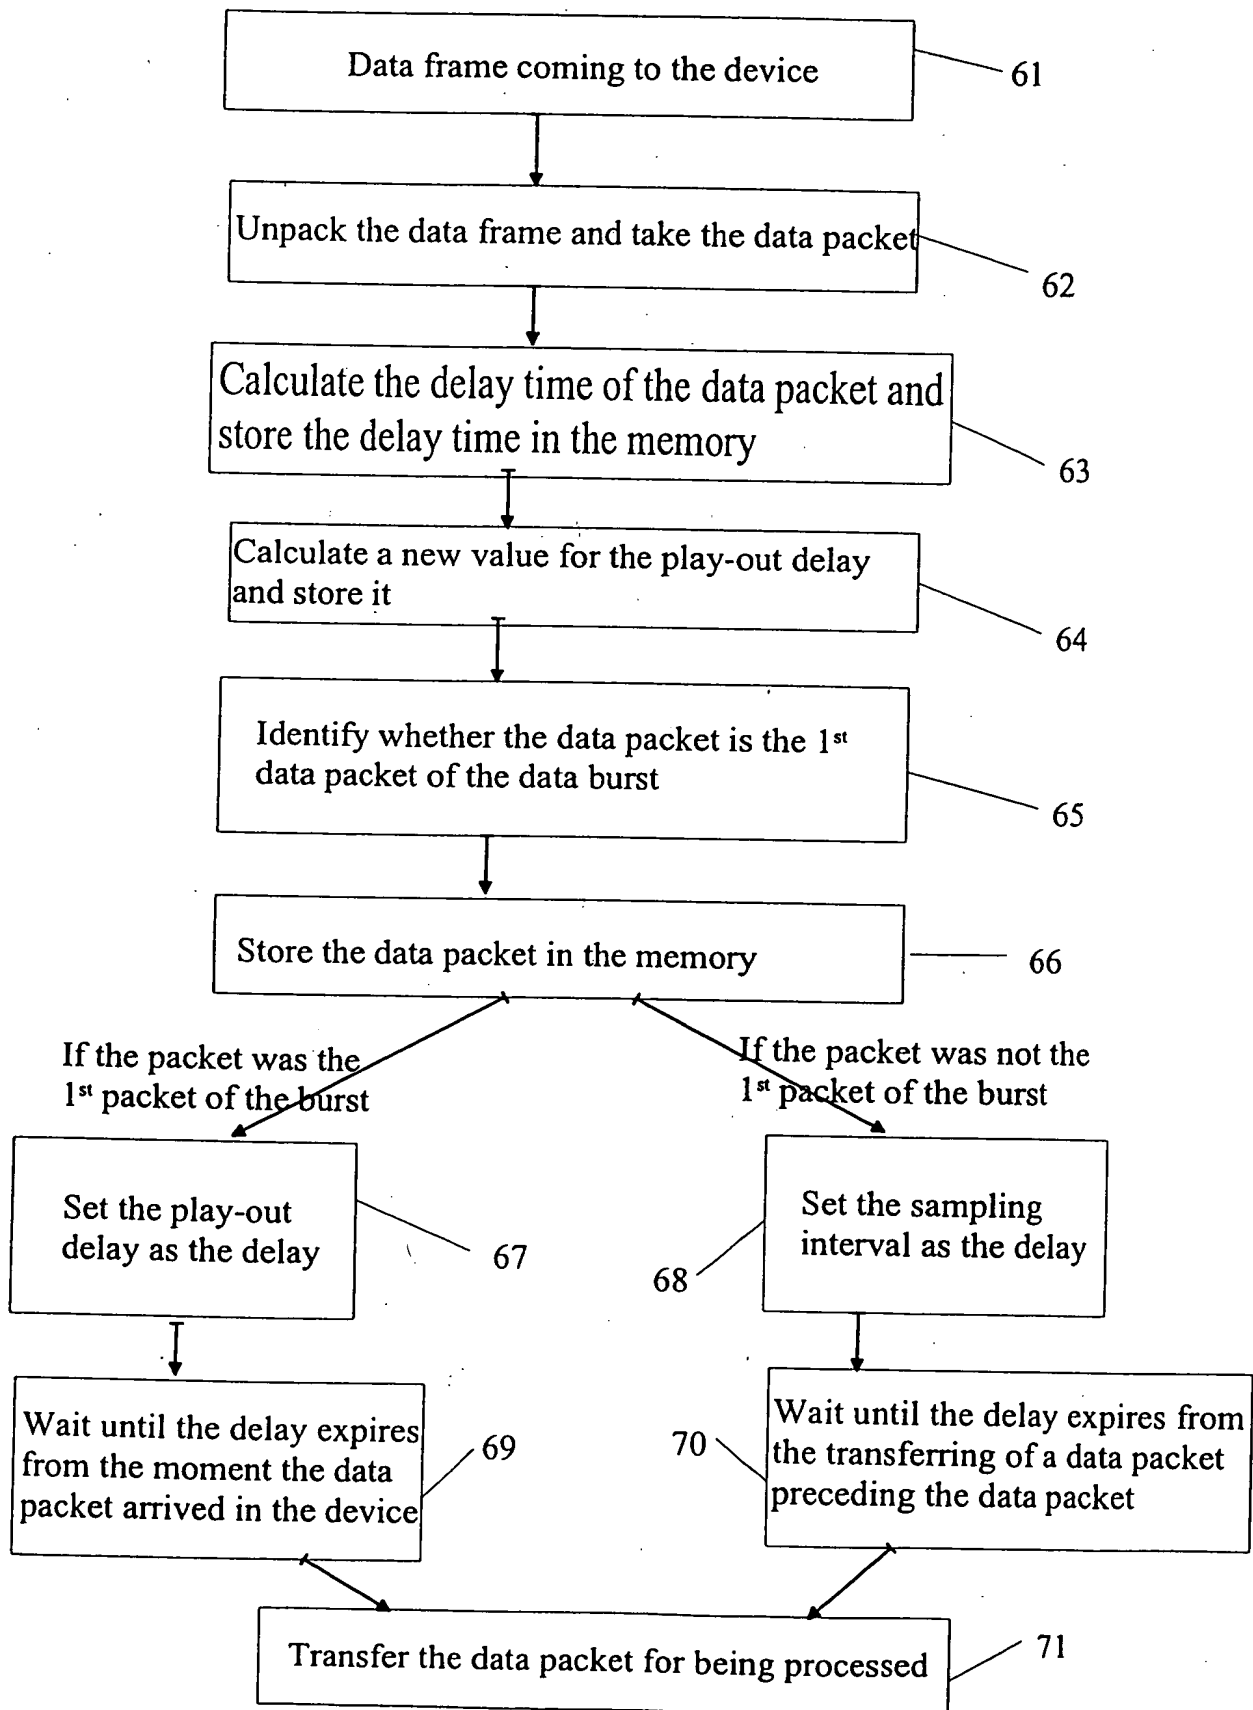 Data frame coming to the device
61
Unpack the data frame and take the data packet
62
Calculate the delay time of the data packet and
store the delay time in the memory
63
Calculate a new value for the play-out delay
and store it
64
Identify whether the data packet is the 1st
data packet of the data burst
65
Store the data packet in the memory
66
If the packet was the
1st packet of the burst
If the packet was not the
1st packet of the burst
Set the play-out
delay as the delay
67
Set the sampling
interval as the delay
68
Wait until the delay expires
from the moment the data
packet arrived in the device
69
Wait until the delay expires from
the transferring of a data packet
preceding the data packet
70
Transfer the data packet for being processed
71